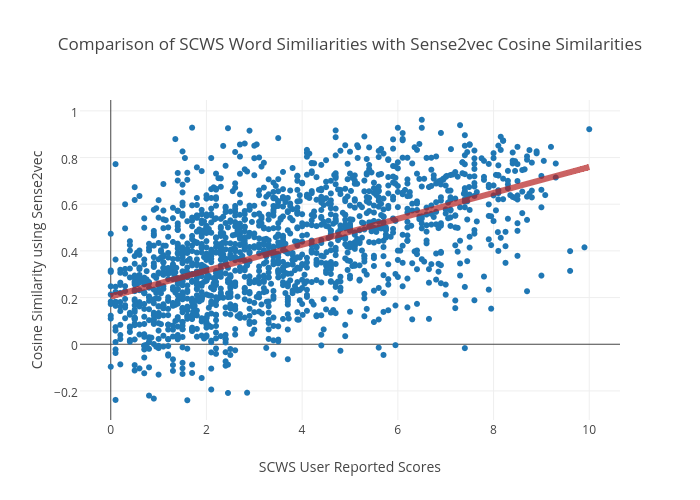 Comparison of SCWS Word Similiarities with Sense2vec Cosine Similarities
Cosine Similarity using Sense2vec
1
0.8
0.6
0.4
0.2
0
−0.2
0 2 4 6 8 10
SCWS User Reported Scores